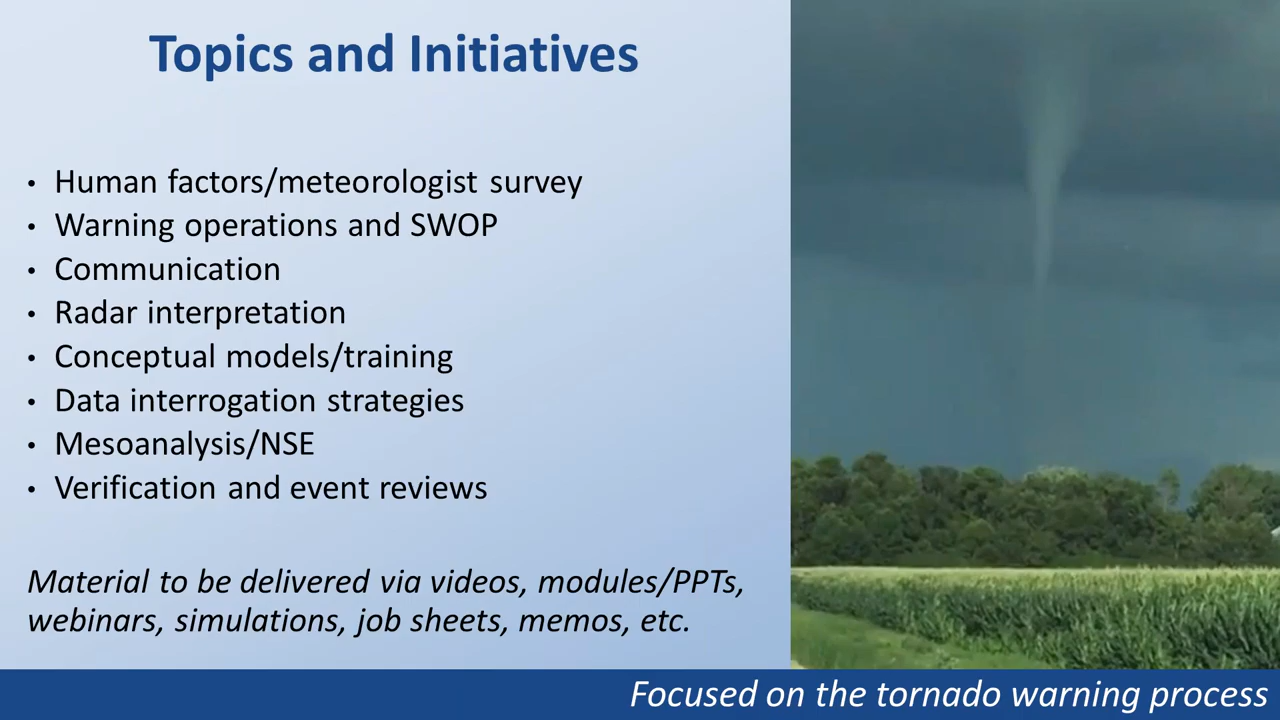 Topics and Initiatives
• Human factors/meteorologist survey
• Warning operations and SWOP
• Communication
• Radar interpretation
• Conceptual models/training
• Data interrogation strategies
• Mesoanalysis/NSE
• Verification and event reviews
Material to be delivered via videos, modules/PPTs,
webinars, simulations, job sheets, memos, etc.
Focused on the tornado warning process